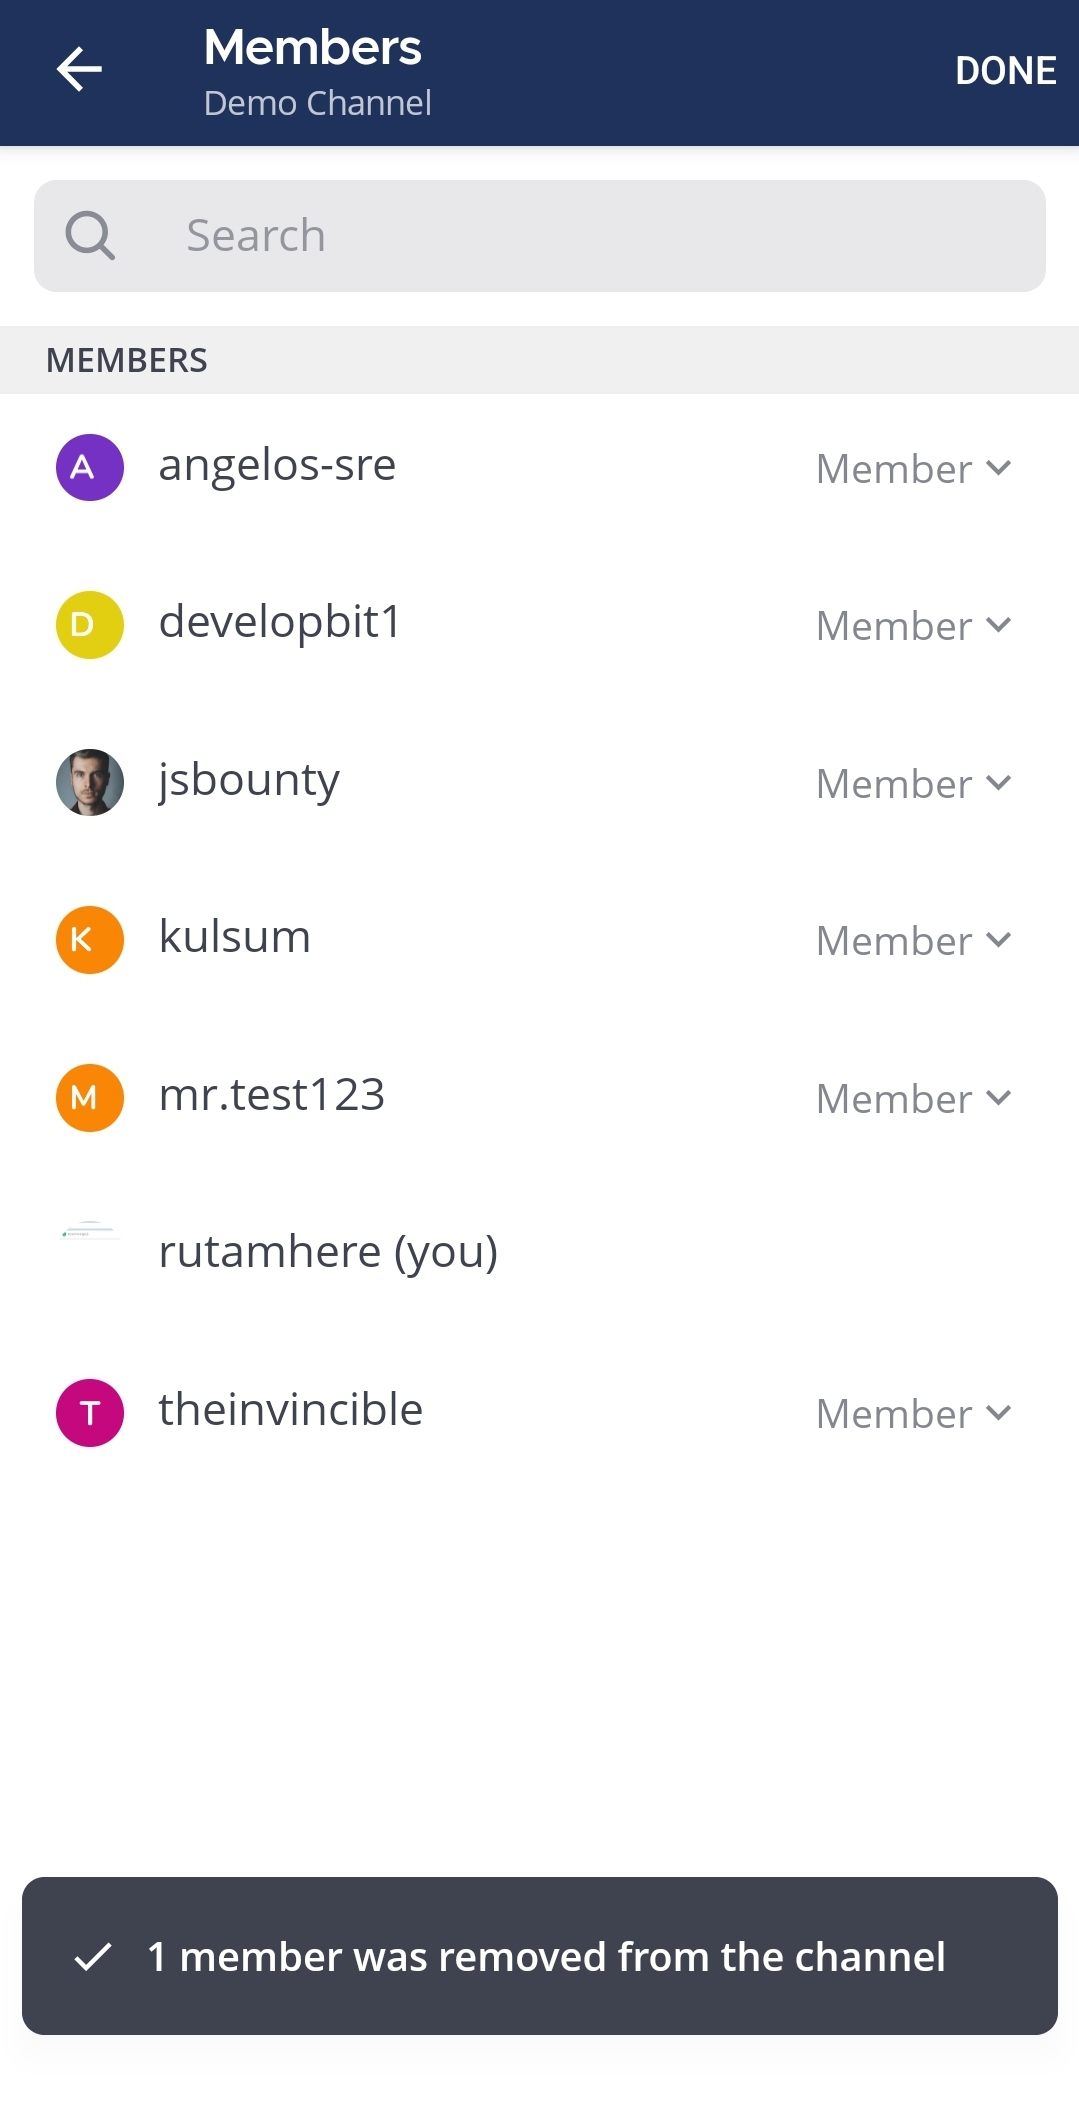 Members
Demo Channel
DONE
Search
MEMBERS
A angelos-sre Member
D developbit1 Member
jsbounty Member
K kulsum Member
M mr.test123 Member
rutamhere (you)
T theinvincible Member
1 member was removed from the channel